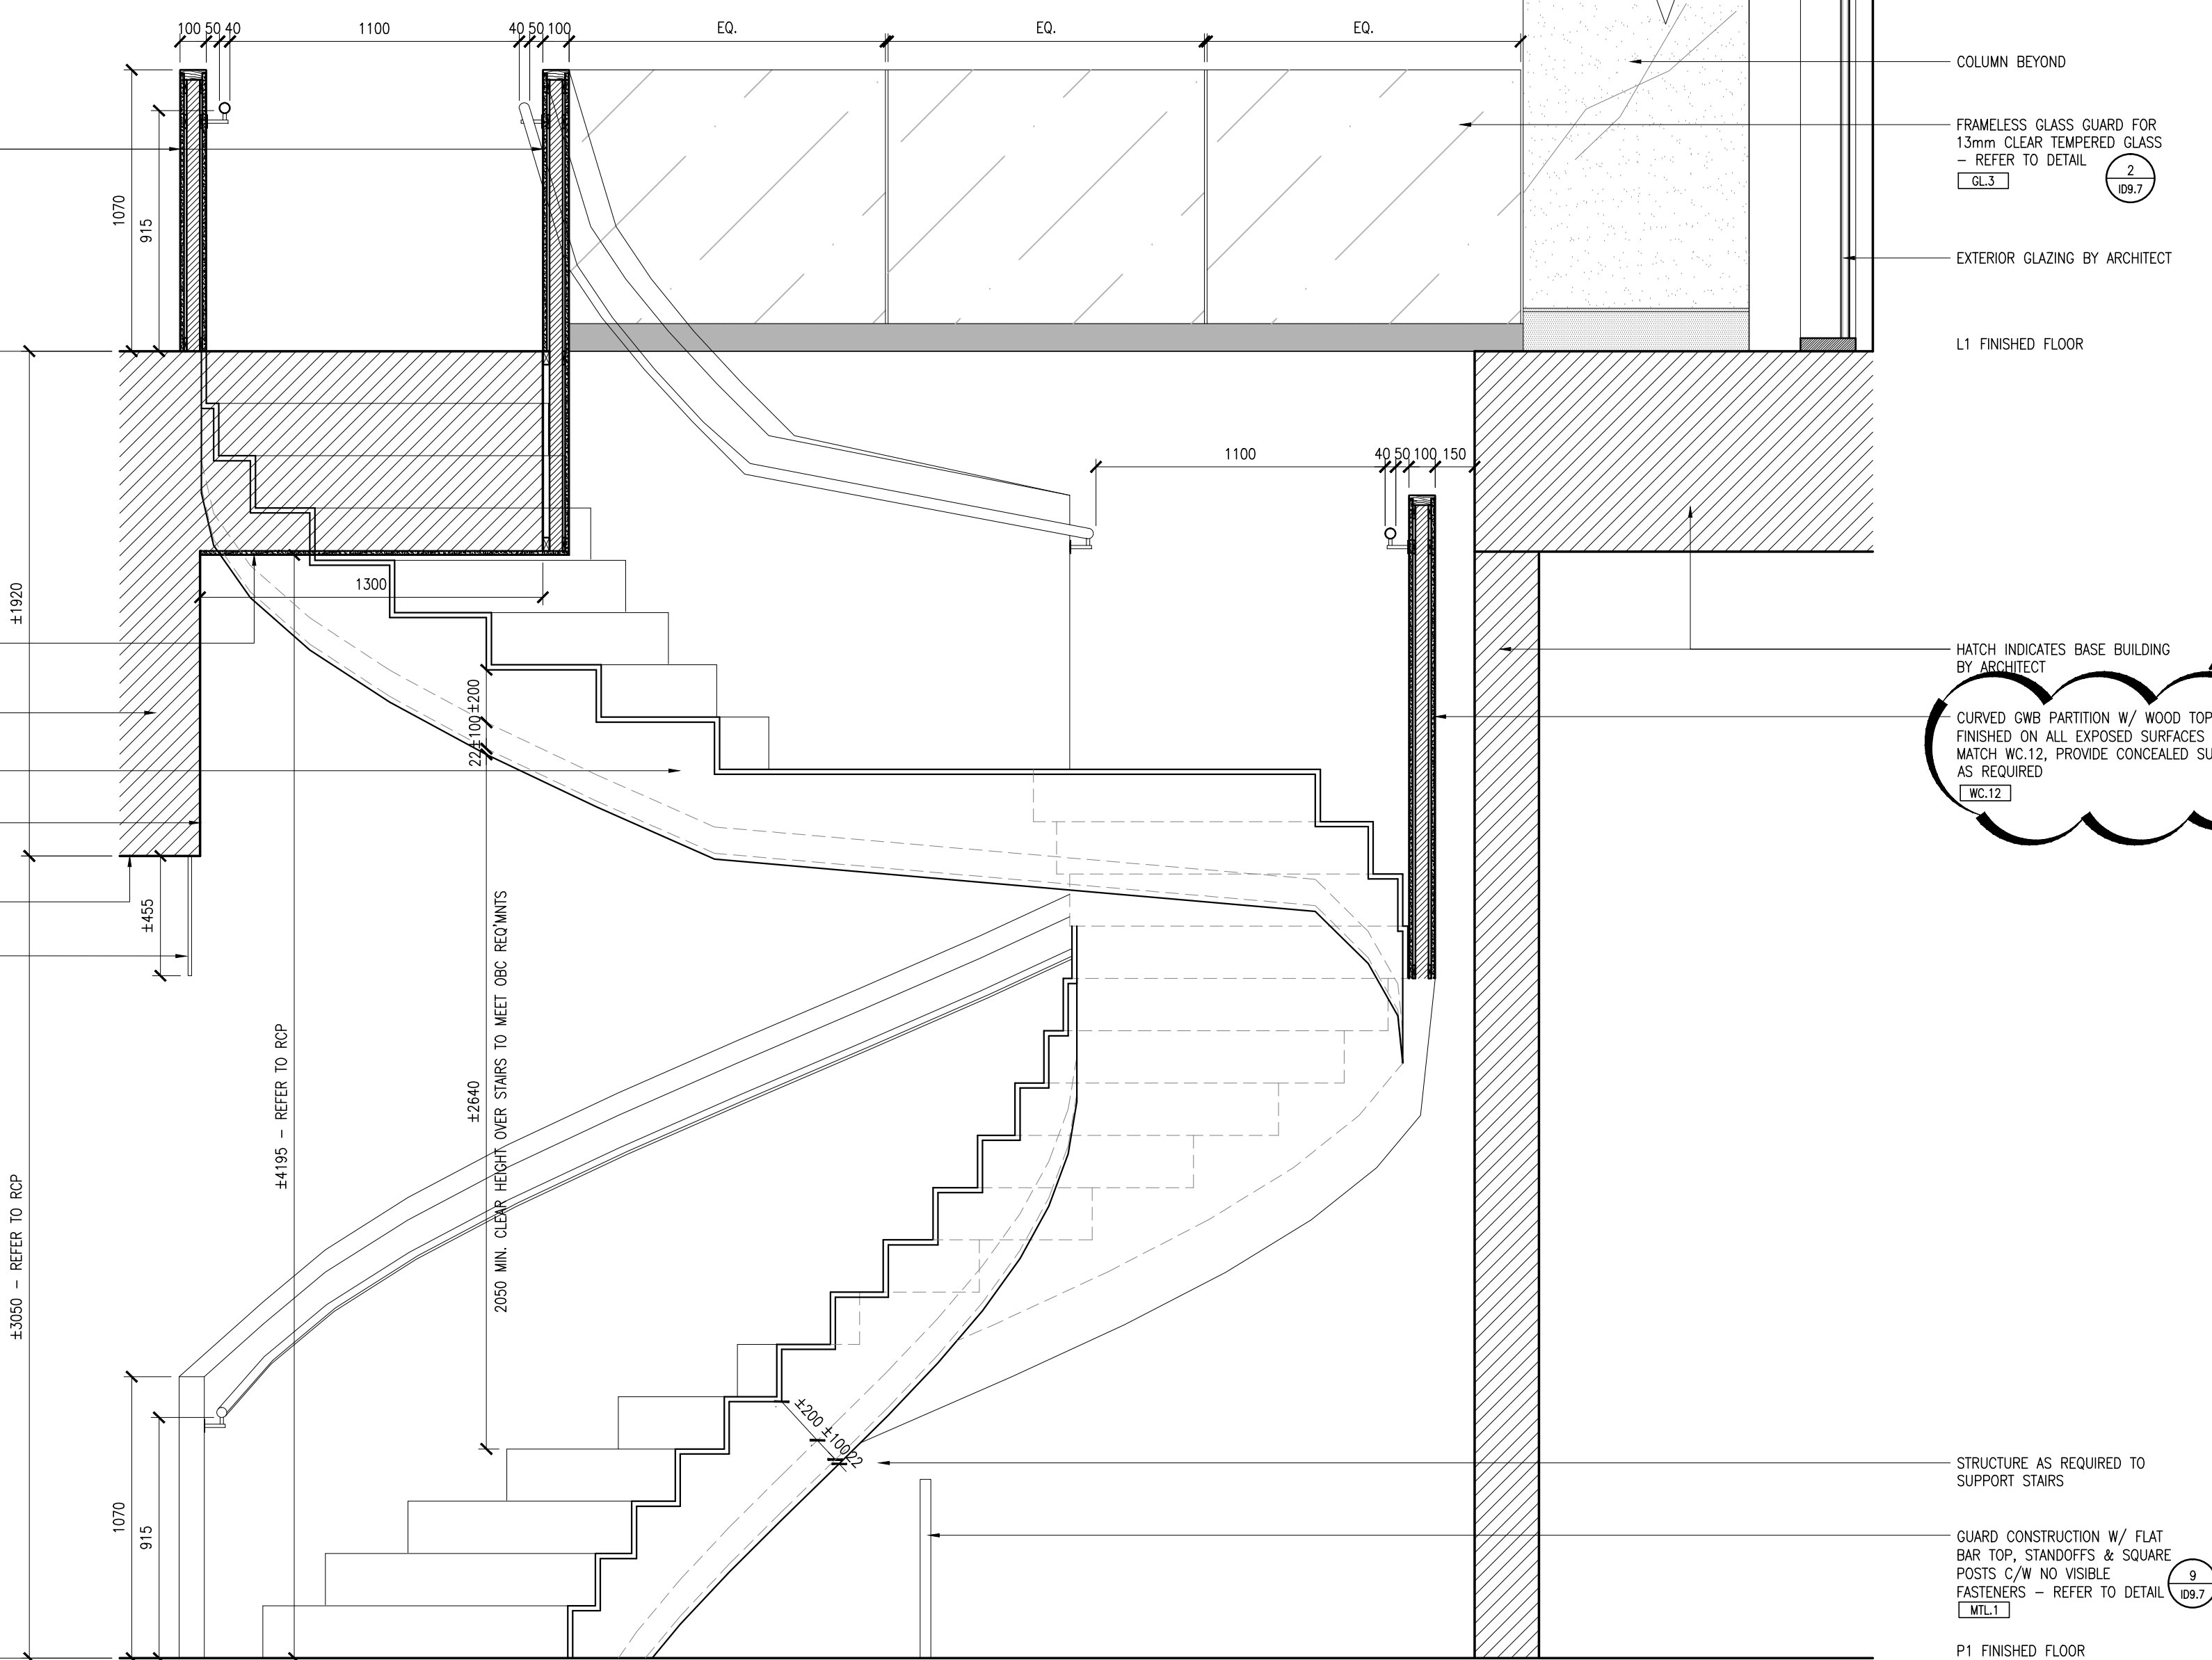 100 50 40 1100 40 50 100 EQ. EQ. EQ.
COLUMN BEYOND
FRAMELESS GLASS GUARD FOR
13mm CLEAR TEMPERED GLASS
– REFER TO DETAIL
GL.3
2
ID9.7
1070
915
EXTERIOR GLAZING BY ARCHITECT
L1 FINISHED FLOOR
1100 40 50 100 150
±1920
1300
HATCH INDICATES BASE BUILDING
BY ARCHITECT
±200
±100
22
CURVED GWB PARTITION W/ WOOD TOP
FINISHED ON ALL EXPOSED SURFACES
MATCH WC.12, PROVIDE CONCEALED
AS REQUIRED
WC.12
±455
±3050 – REFER TO RCP
±4195 – REFER TO RCP
±2640
2050 MIN. CLEAR HEIGHT OVER STAIRS TO MEET OBC REQ'MNTS
±200 ±100 22
1070
915
STRUCTURE AS REQUIRED TO
SUPPORT STAIRS
GUARD CONSTRUCTION W/ FLAT
BAR TOP, STANDOFFS & SQUARE
POSTS C/W NO VISIBLE
FASTENERS – REFER TO DETAIL
MTL.1
9
ID9.7
P1 FINISHED FLOOR